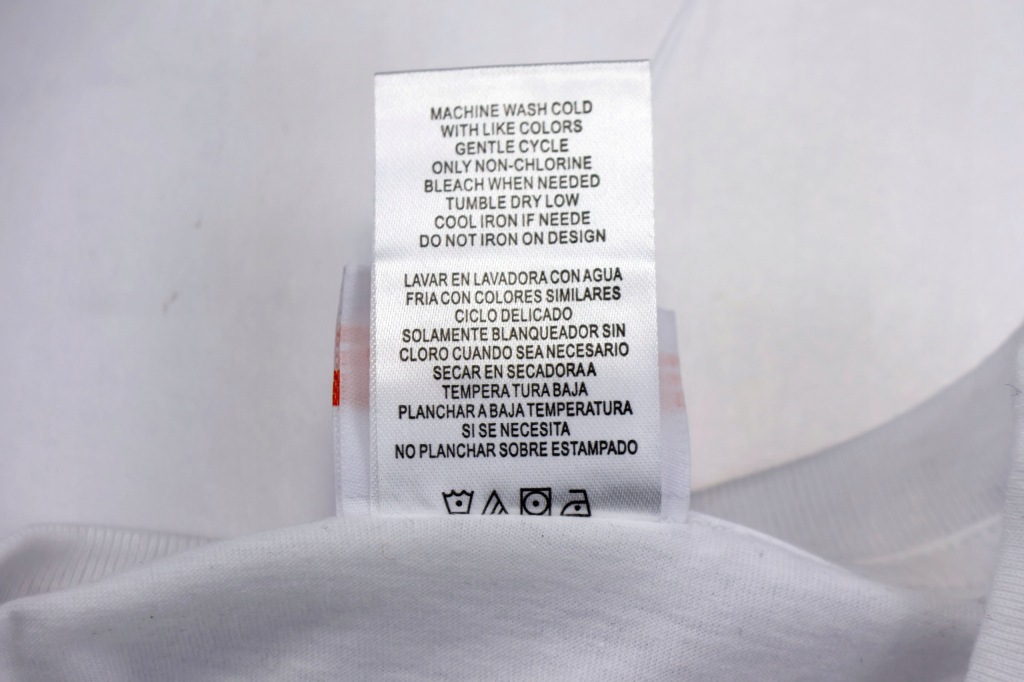 MACHINE WASH COLD
WITH LIKE COLORS
GENTLE CYCLE
ONLY NON-CHLORINE
BLEACH WHEN NEEDED
TUMBLE DRY LOW
COOL IRON IF NEEDE
DO NOT IRON ON DESIGN
LAVAR EN LAVADORA CON AGUA
FRIA CON COLORES SIMILARES
CICLO DELICADO
SOLAMENTE BLANQUEADOR SIN
CLORO CUANDO SEA NECESARIO
SECAR EN SECADORA A
TEMPERA TURA BAJA
PLANCHAR A BAJA TEMPERATURA
SI SE NECESITA
NO PLANCHAR SOBRE ESTAMPADO